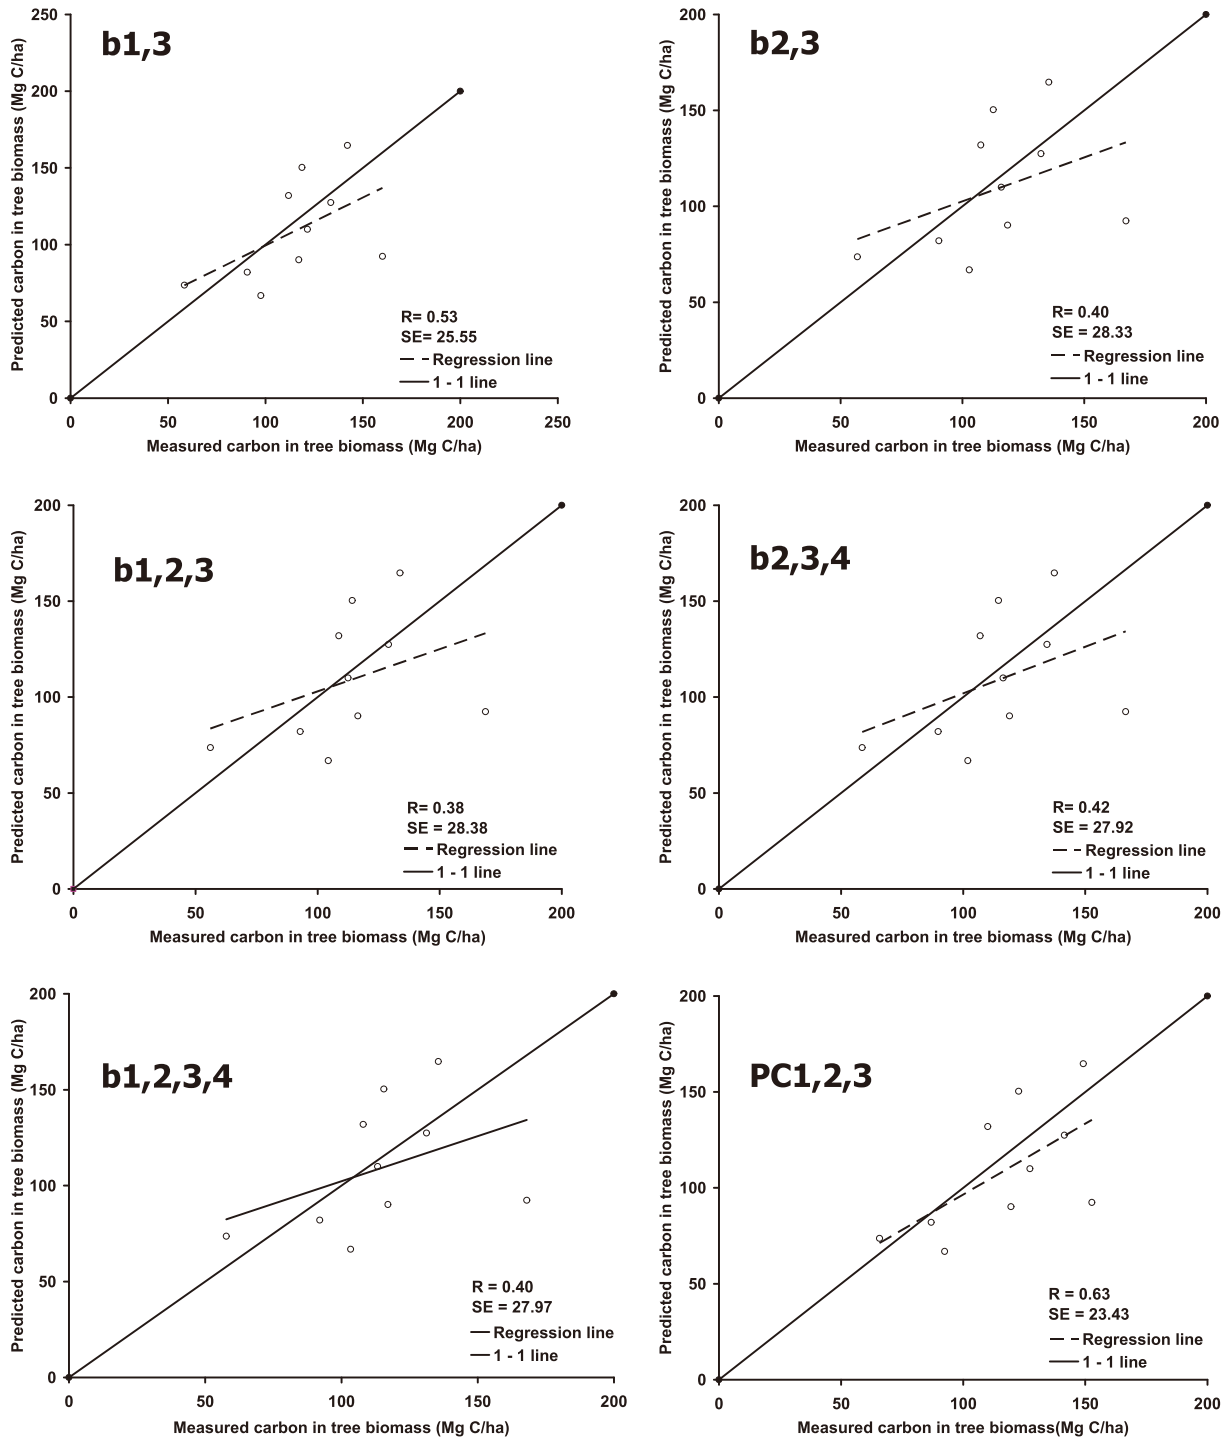 b1,3
Predicted carbon in tree biomass (Mg C/ha)
250
200
150
100
50
0
R= 0.53
SE= 25.55
Regression line
1 - 1 line
0 50 100 150 200 250
Measured carbon in tree biomass (Mg C/ha)
b2,3
Predicted carbon in tree biomass (Mg C/ha)
200
150
100
50
0
R= 0.40
SE = 28.33
Regression line
1 - 1 line
0 50 100 150 200
Measured carbon in tree biomass (Mg C/ha)
b1,2,3
Predicted carbon in tree biomass (Mg C/ha)
200
150
100
50
0
R= 0.38
SE = 28.38
Regression line
1 - 1 line
0 50 100 150 200
Measured carbon in tree biomass (Mg C/ha)
b2,3,4
Predicted carbon in tree biomass (Mg C/ha)
200
150
100
50
0
R= 0.42
SE = 27.92
Regression line
1 - 1 line
0 50 100 150 200
Measured carbon in tree biomass (Mg C/ha)
b1,2,3,4
Predicted carbon in tree biomass (Mg C/ha)
200
150
100
50
0
R = 0.40
SE = 27.97
Regression line
1 - 1 line
0 50 100 150 200
Measured carbon in tree biomass (Mg C/ha)
PC1,2,3
Predicted carbon in tree biomass (Mg C/ha)
200
150
100
50
0
R = 0.63
SE = 23.43
Regression line
1 - 1 line
0 50 100 150 200
Measured carbon in tree biomass(Mg C/ha)